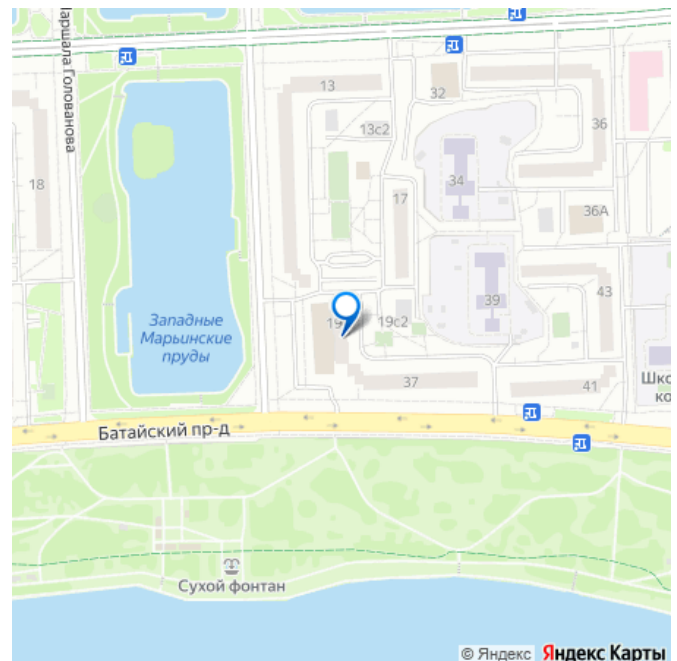 Маршала Голованова
13
32
13с2
36
18
34
17
36А
39
43
Западные
Марьинские
пруды
19
19с2
37
41
Шко
ко
Батайский пр-д
Сухой фонтан
© Яндекс Яндекс Карты